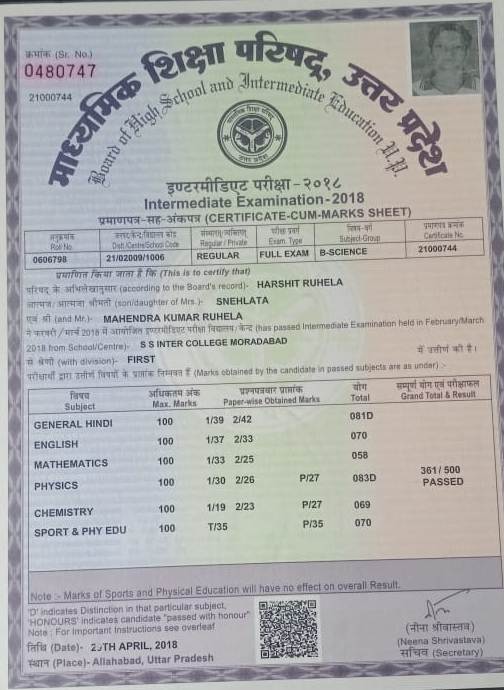 क्रमांक (Sr. No.)
0480747
21000744
माध्यमिक शिक्षा परिषद्, उत्तर प्रदेश
Board of High School and Intermediate Education U.P.
इण्टरमीडिएट परीक्षा-२०१८
Intermediate Examination-2018
प्रमाणपत्र-सह-अंकपत्र (CERTIFICATE-CUM-MARKS SHEET)
अनुक्रमांक जनपद/केन्द्र/विद्यालय कोड संस्थागत/व्यक्तिगत परीक्षा प्रवर्ग विषय-वर्ग प्रमाणपत्र क्रमांक
Roll No. Distt./Centre/School Code Regular / Private Exam. Type Subject-Group Certificate No.
0606798 21/02009/1006 REGULAR FULL EXAM B-SCIENCE 21000744
प्रमाणित किया जाता है कि (This is to certify that)
परिषद के अभिलेखानुसार (according to the Board's record)- HARSHIT RUHELA
आत्मज/ आत्मजा श्रीमती (son/daughter of Mrs.)- SNEHLATA
एवं श्री (and Mr.)- MAHENDRA KUMAR RUHELA
ने फरवरी /मार्च 2018 में आयोजित इण्टरमीडिएट परीक्षा विद्यालय/ केन्द्र (has passed Intermediate Examination held in February/March
2018 from School/Centre)- S S INTER COLLEGE MORADABAD
से श्रेणी (with division)- FIRST में उत्तीर्ण की है।
परीक्षार्थी द्वारा उत्तीर्ण विषयों के प्राप्तांक निम्नवत हैं (Marks obtained by the candidate in passed subjects are as under) :-
विषय अधिकतम अंक प्रश्नपत्रवार प्राप्तांक योग सम्पूर्ण योग एवं परीक्षाफल
Subject Max. Marks Paper-wise Obtained Marks Total Grand Total & Result
GENERAL HINDI 100 1/39 2/42 081D
ENGLISH 100 1/37 2/33 070
MATHEMATICS 100 1/33 2/25 058
361/ 500
PHYSICS 100 1/30 2/26 P/27 083D PASSED
CHEMISTRY 100 1/19 2/23 P/27 069
SPORT & PHY EDU 100 T/35 P/35 070
Note :- Marks of Sports and Physical Education will have no effect on overall Result.
'D' indicates Distinction in that particular subject,
'HONOURS' indicates candidate "passed with honour"
Note : For Important Instructions see overleaf
तिथि (Date)- APRIL, 2018
स्थान (Place)- Allahabad, Uttar Pradesh
(नीना श्रीवास्तव)
(Neena Shrivastava)
सचिव (Secretary)